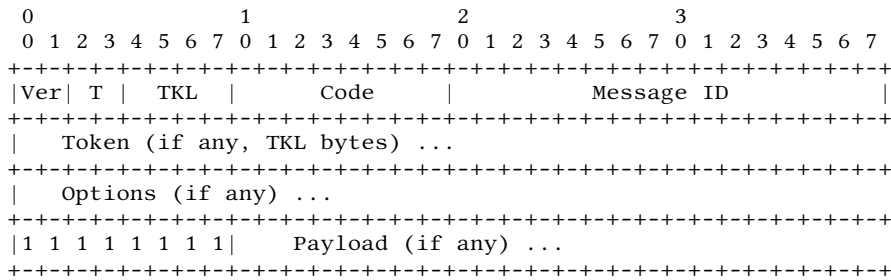 0                   1                   2                   3
 0 1 2 3 4 5 6 7 0 1 2 3 4 5 6 7 0 1 2 3 4 5 6 7 0 1 2 3 4 5 6 7
+-+-+-+-+-+-+-+-+-+-+-+-+-+-+-+-+-+-+-+-+-+-+-+-+-+-+-+-+-+-+-+-+
|Ver| T |  TKL  |      Code     |          Message ID           |
+-+-+-+-+-+-+-+-+-+-+-+-+-+-+-+-+-+-+-+-+-+-+-+-+-+-+-+-+-+-+-+-+
|   Token (if any, TKL bytes) ...
+-+-+-+-+-+-+-+-+-+-+-+-+-+-+-+-+-+-+-+-+-+-+-+-+-+-+-+-+-+-+-+-+
|   Options (if any) ...
+-+-+-+-+-+-+-+-+-+-+-+-+-+-+-+-+-+-+-+-+-+-+-+-+-+-+-+-+-+-+-+-+
|1 1 1 1 1 1 1 1|    Payload (if any) ...
+-+-+-+-+-+-+-+-+-+-+-+-+-+-+-+-+-+-+-+-+-+-+-+-+-+-+-+-+-+-+-+-+